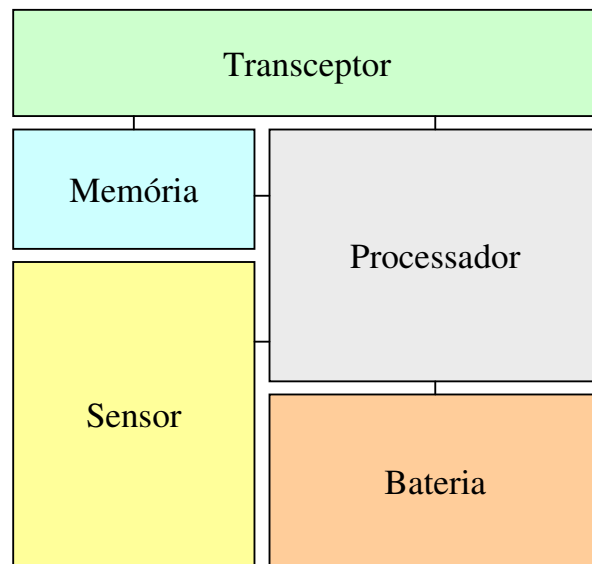 Transceptor
Memória
Processador
Sensor
Bateria